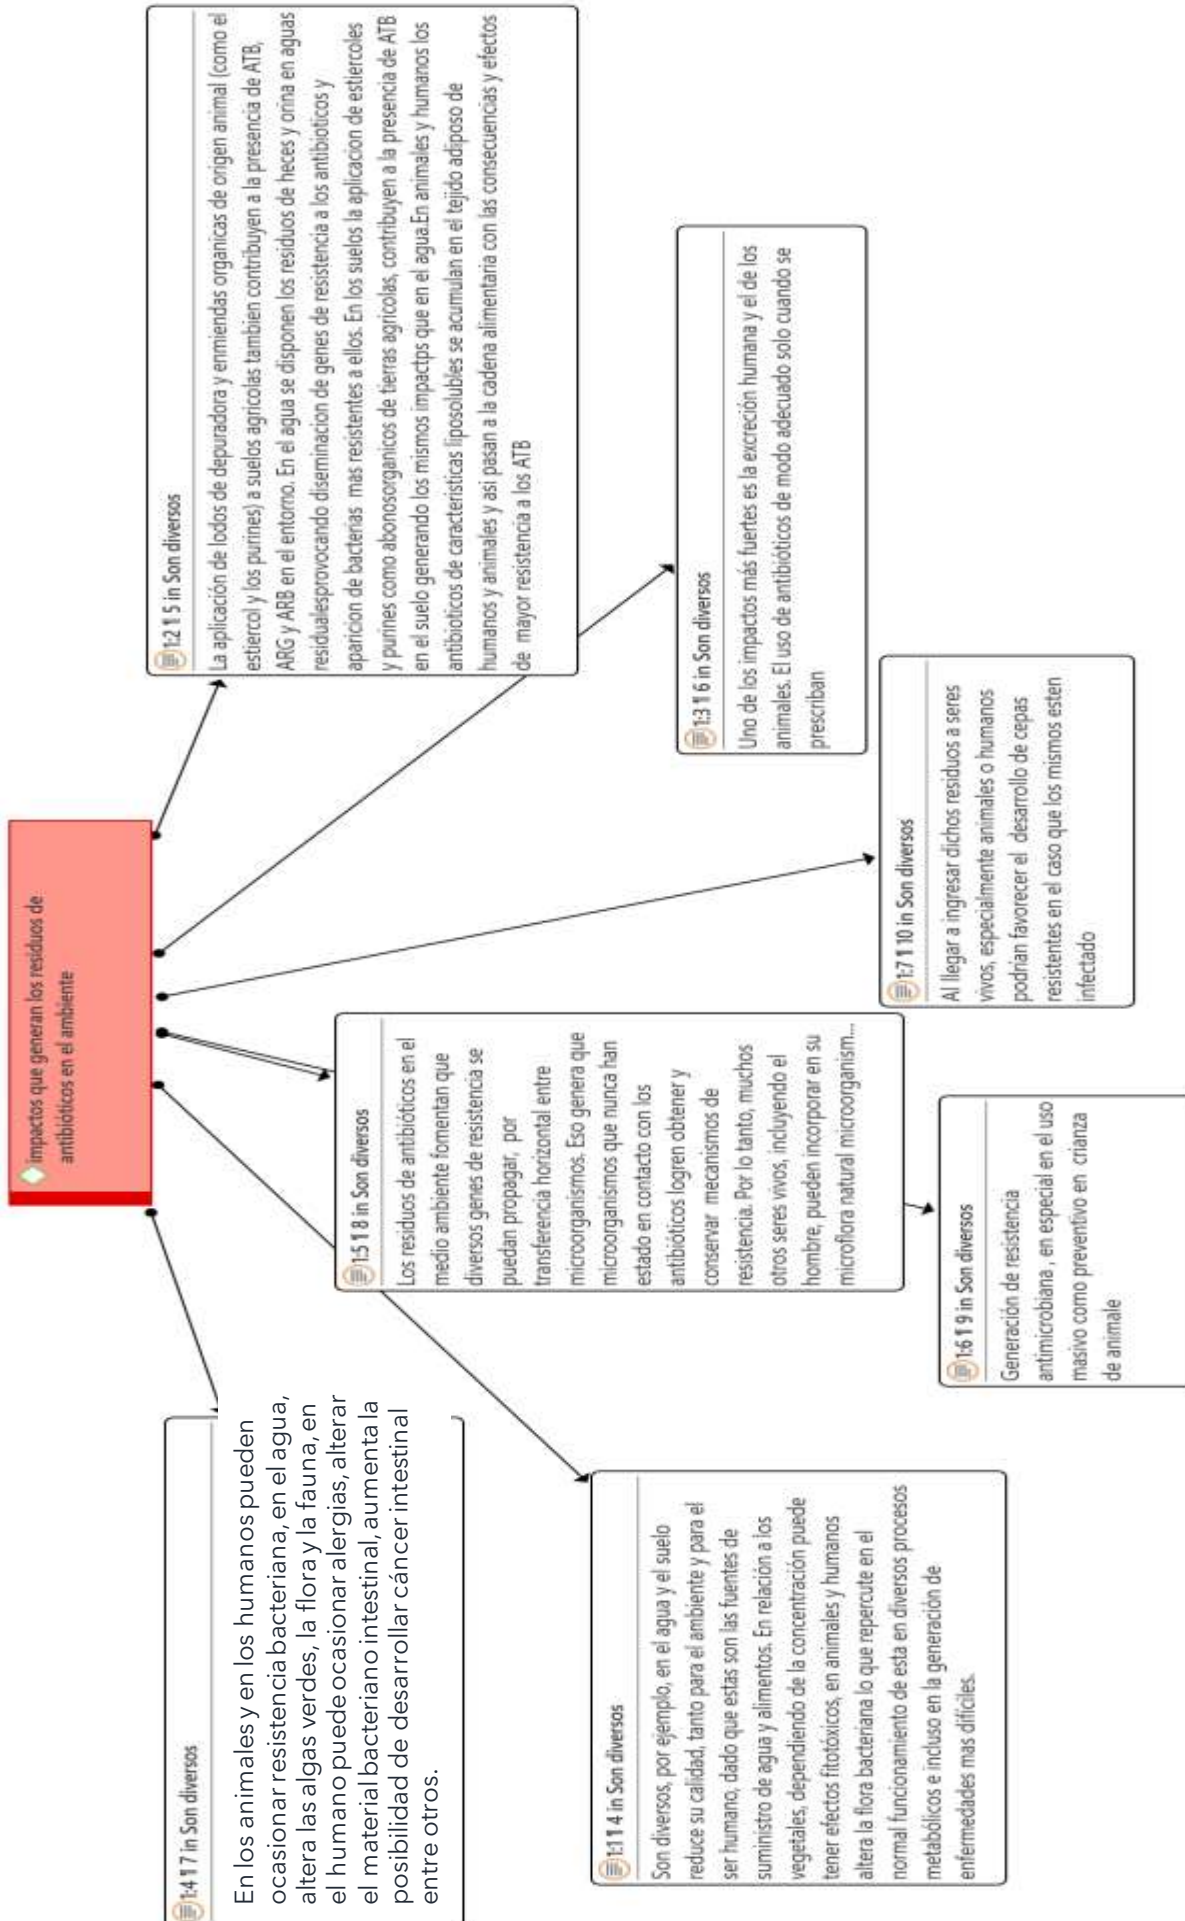 impactos que generan los residuos de
antibióticos en el ambiente
1:4 ¶ 7 in Son diversos
En los animales y en los humanos pueden
ocasionar resistencia bacteriana, en el agua,
altera las algas verdes, la flora y la fauna, en
el humano puede ocasionar alergias, alterar
el material bacteriano intestinal, aumenta la
posibilidad de desarrollar cáncer intestinal
entre otros.
1:1 ¶ 4 in Son diversos
Son diversos, por ejemplo, en el agua y el suelo
reduce su calidad, tanto para el ambiente y para el
ser humano, dado que estas son las fuentes de
suministro de agua y alimentos. En relación a los
vegetales, dependiendo de la concentración puede
tener efectos fitotóxicos, en animales y humanos
altera la flora bacteriana lo que repercute en el
normal funcionamiento de esta en diversos procesos
metabólicos e incluso en la generación de
enfermedades mas difíciles.
1:5 ¶ 8 in Son diversos
Los residuos de antibióticos en el
medio ambiente fomentan que
diversos genes de resistencia se
puedan propagar, por
transferencia horizontal entre
microorganismos. Eso genera que
microorganismos que nunca han
estado en contacto con los
antibióticos logren obtener y
conservar mecanismos de
resistencia. Por lo tanto, muchos
otros seres vivos, incluyendo el
hombre, pueden incorporar en su
microflora natural microorganism...
1:6 ¶ 9 in Son diversos
Generación de resistencia
antimicrobiana , en especial en el uso
masivo como preventivo en crianza
de animale
1:7 ¶ 10 in Son diversos
Al llegar a ingresar dichos residuos a seres
vivos, especialmente animales o humanos
podrian favorecer el desarrollo de cepas
resistentes en el caso que los mismos esten
infectado
1:3 ¶ 6 in Son diversos
Uno de los impactos más fuertes es la excreción humana y el de los
animales. El uso de antibióticos de modo adecuado solo cuando se
prescriban
1:2 ¶ 5 in Son diversos
La aplicación de lodos de depuradora y enmiendas organicas de origen animal (como el
estiercol y los purines) a suelos agricolas tambien contribuyen a la presencia de ATB,
ARG y ARB en el entorno. En el agua se disponen los residuos de heces y orina en aguas
residualesprovocando diseminacion de genes de resistencia a los antibioticos y
aparicion de bacterias mas resistentes a ellos. En los suelos la aplicacion de estiercoles
y purines como abonosorganicos de tierras agricolas, contribuyen a la presencia de ATB
en el suelo generando los mismos impactps que en el agua.En animales y humanos los
antibioticos de caracteristicas liposolubles se acumulan en el tejido adiposo de
humanos y animales y asi pasan a la cadena alimentaria con las consecuencias y efectos
de mayor resistencia a los ATB